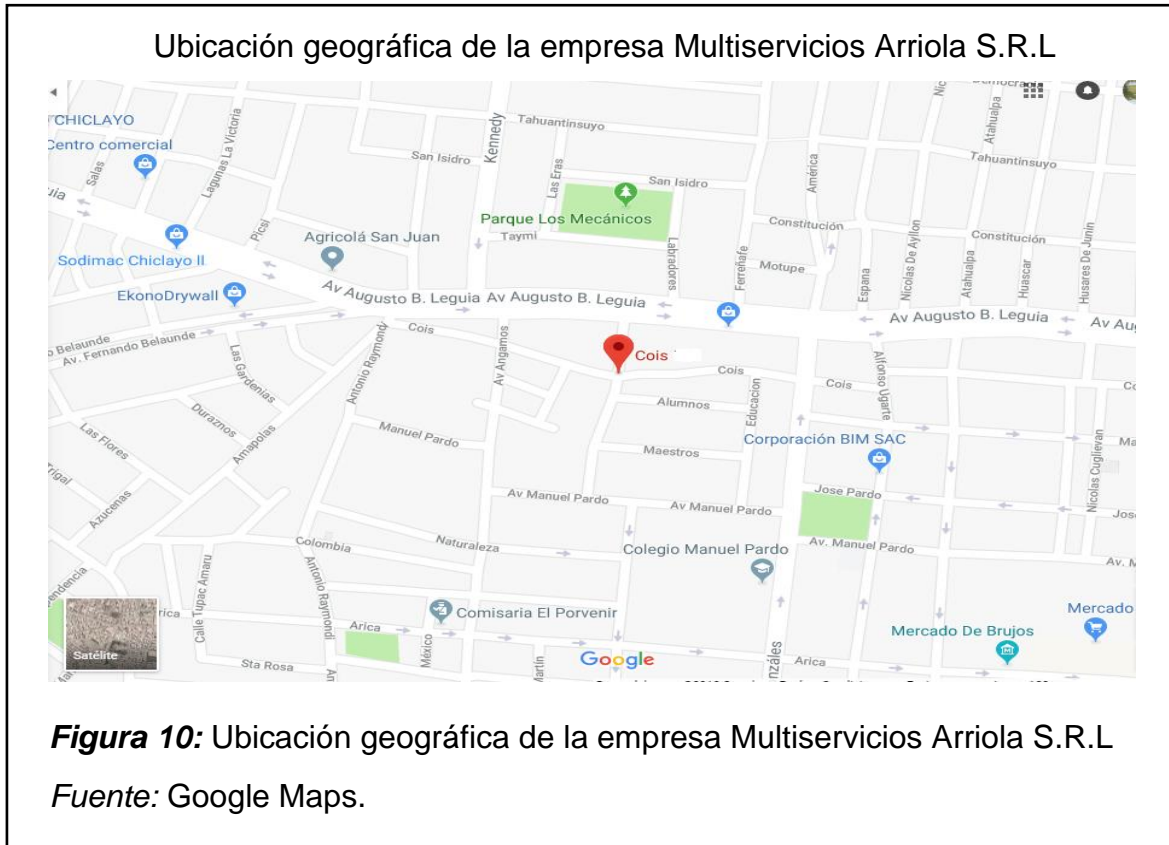 Ubicación geográfica de la empresa Multiservicios Arriola S.R.L
CHICLAYO
Centro comercial
Salas
Lagunas La Victoria
Kennedy
Tahuantinsuyo
Atahualpa
Tahuantinsuyo
San Isidro
Las Eras
San Isidro
América
Parque Los Mecánicos
Picsi
Agricolá San Juan
Taymi
Labradores
Ferreñafe
Constitución
Constitución
Nicolas De Ayllon
Atahualpa
Huascar
Husares De Junín
Motupe
Espana
Sodimac Chiclayo II
EkonoDrywall
Av Augusto B. Leguia
Av Augusto B. Leguia
Av Augusto B. Leguia
Belaunde
Av. Fernando Belaunde
Cois
Antonio Raymondi
Av Angamos
Cois
Cois
Cois
Alfonso Ugarte
Las Gardenias
Duraznos
Amapolas
Las Flores
Trigal
Azucenas
Manuel Pardo
Alumnos
Educacion
Maestros
Corporación BIM SAC
Nicolas Cuglievan
Av Manuel Pardo
Av Manuel Pardo
Jose Pardo
Av. Manuel Pardo
Colombia
Naturaleza
Colegio Manuel Pardo
Calle Tupac Amaru
Antonio Raymondi
Comisaria El Porvenir
Arica
México
Mercado De Brujos
Mercado
Satélite
Sta Rosa
Martín
Google
Arica
Figura 10: Ubicación geográfica de la empresa Multiservicios Arriola S.R.L
Fuente: Google Maps.